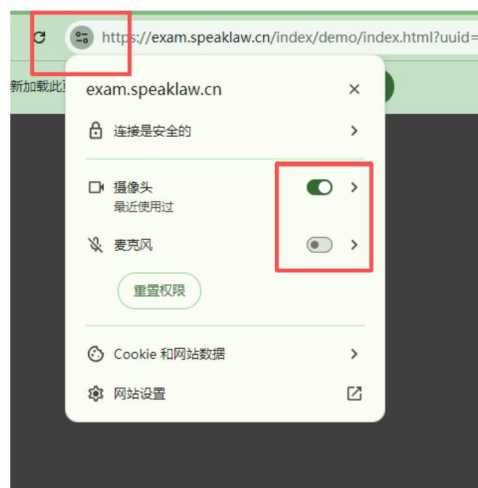 https://exam.speaklaw.cn/index/demo/index.html?uuid=
新加载此
exam.speaklaw.cn
连接是安全的
摄像头
最近使用过
麦克风
重置权限
Cookie 和网站数据
网站设置